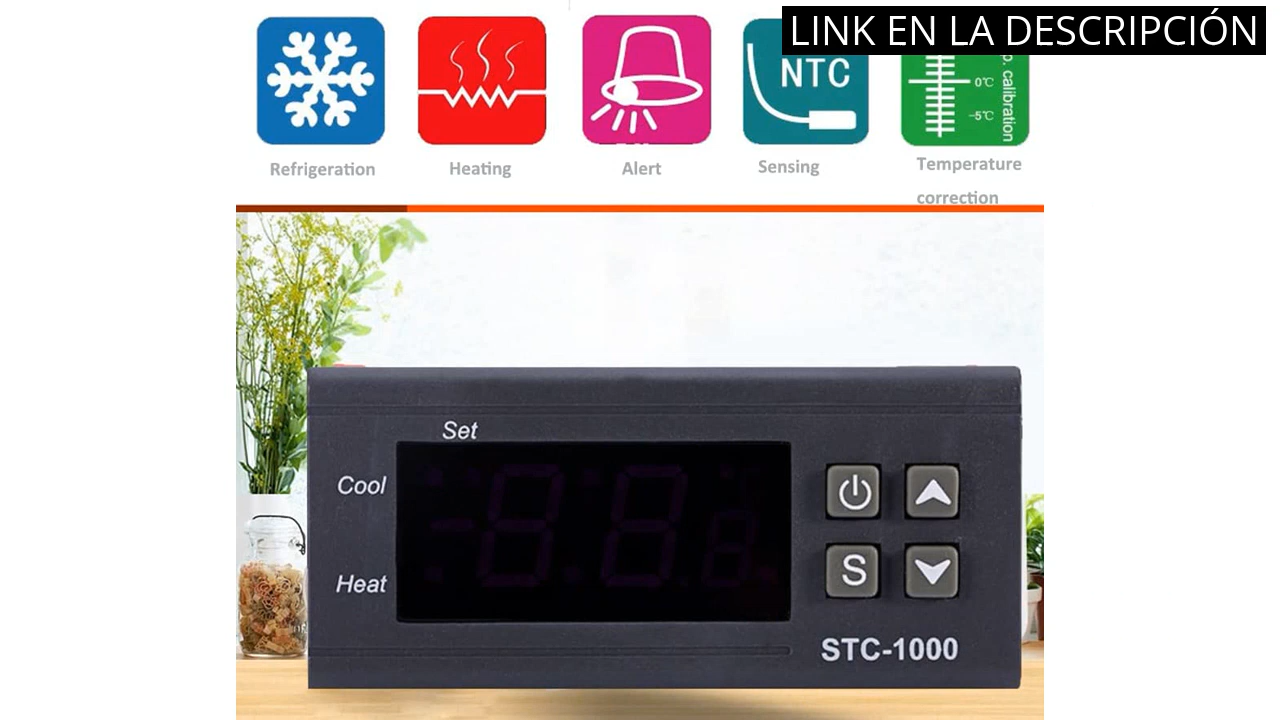 LINK EN LA DESCRIPCIÓN
NTC
0℃
-5℃
calibration
Refrigeration
Heating
Alert
Sensing
Temperature
correction
Set
Cool
Heat
S
STC-1000